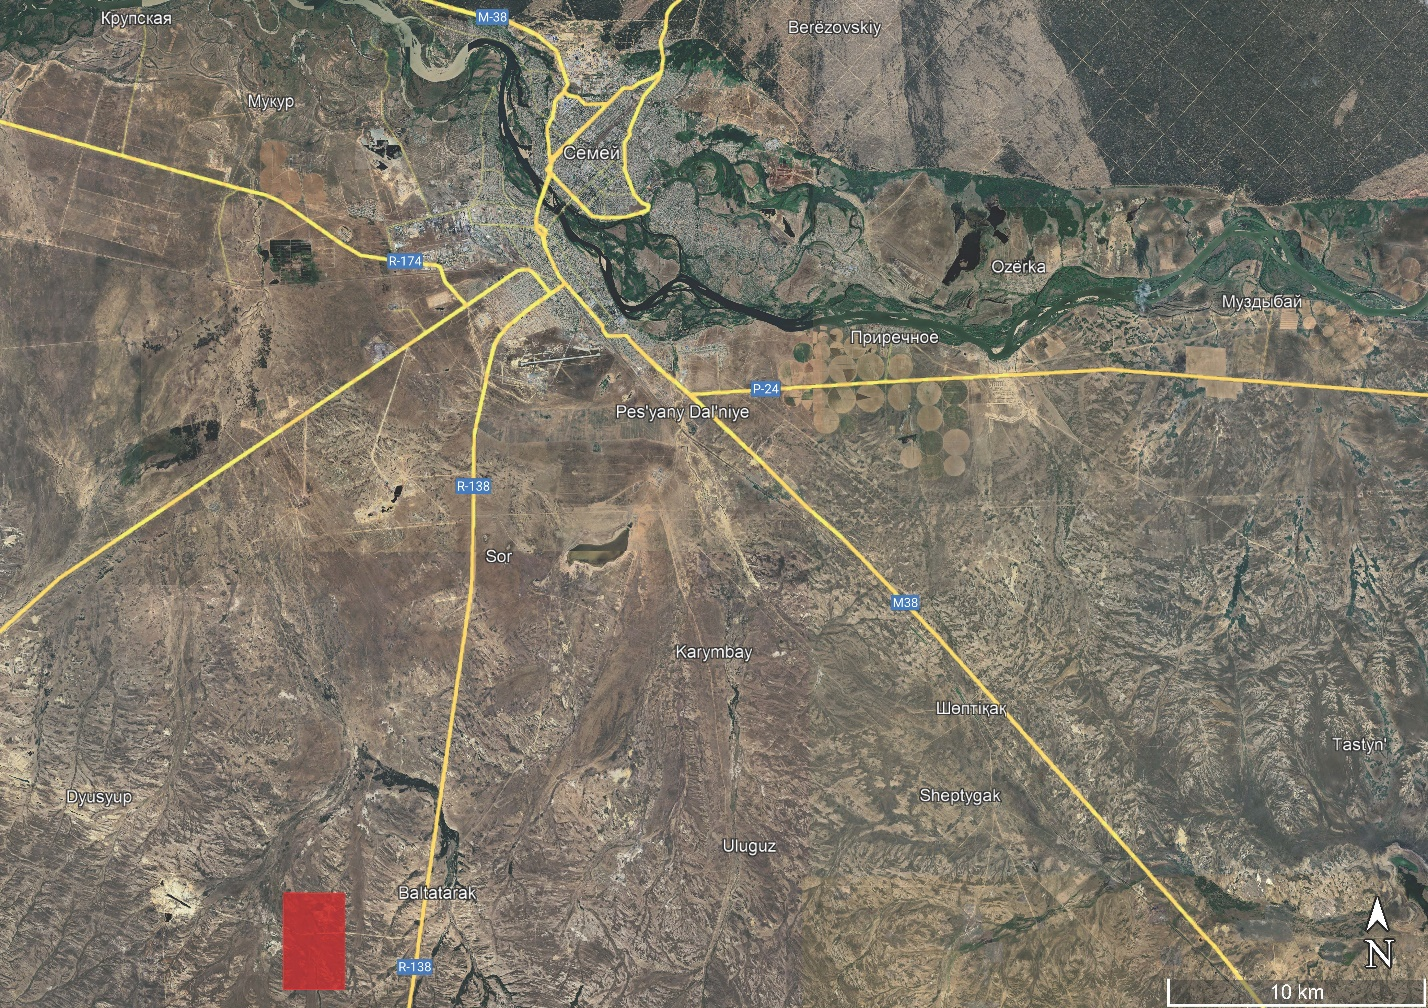 Крупская
M-38
Berëzovskiy
Мукур
Семей
R-174
Ozërka
Муздыбай
Приречное
P-24
Pes'yany Dal'niye
R-138
Sor
M38
Karymbay
Шөптіқақ
Tastyn'
Dyusyup
Sheptygak
Uluguz
Baltatarak
R-138
N
10 km